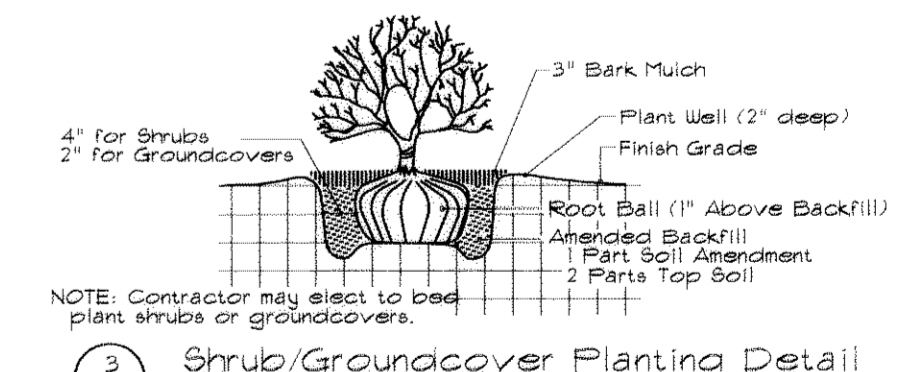 3" Bark Mulch
Plant Well (2" deep)
4" for Shrubs
2" for Groundcovers
Finish Grade
Root Ball (1" Above Backfill)
Amended Backfill
1 Part Soil Amendment
2 Parts Top Soil
NOTE: Contractor may elect to bed
plant shrubs or groundcovers.
3
Shrub/Groundcover Planting Detail